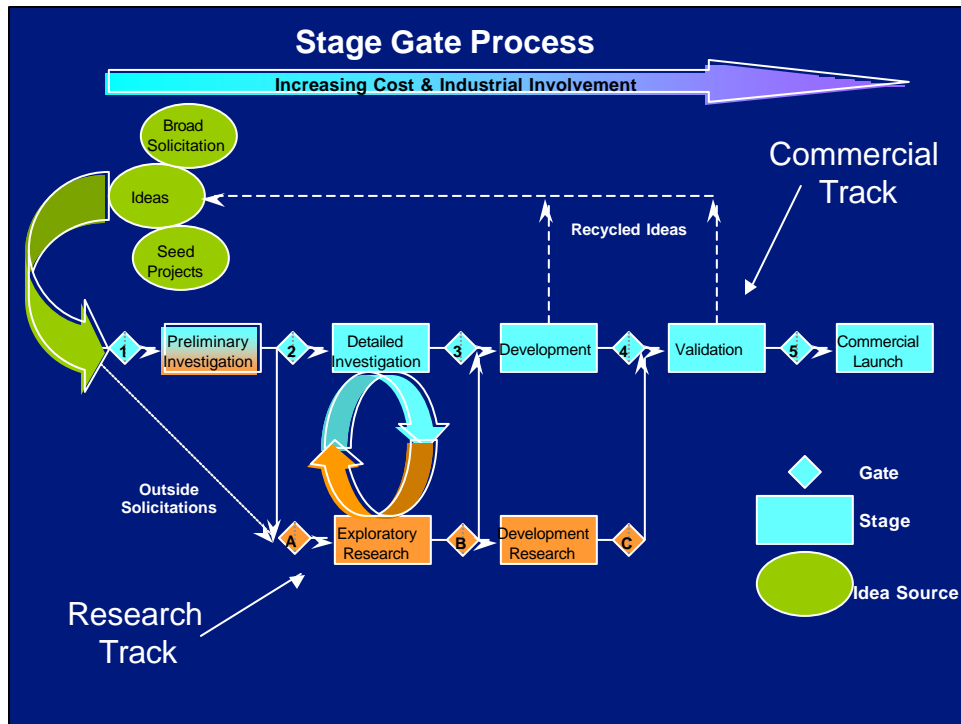 Stage Gate Process
Increasing Cost & Industrial Involvement
Broad
Solicitation
Ideas
Seed
Projects
Commercial
Track
Recycled Ideas
1
Preliminary
Investigation
2
Detailed
Investigation
3
Development
4
Validation
5
Commercial
Launch
Outside
Solicitations
A
Exploratory
Research
B
Development
Research
C
Research
Track
Gate
Stage
Idea Source